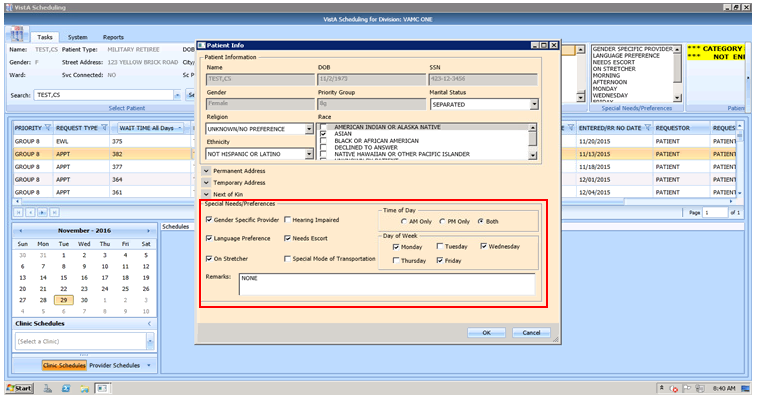 VistA Scheduling
VistA Scheduling for Division: VAMC ONE
Tasks System Reports
Name: TEST,CS Patient Type: MILITARY RETIREE DOB
Gender: F Street Address: 123 YELLOW BRICK ROAD City
Ward: Svc Connected: NO Sc P
Search: TEST,CS Se
Select Patient
GENDER SPECIFIC PROVIDER
LANGUAGE PREFERENCE
NEEDS ESCORT
ON STRETCHER
MORNING
AFTERNOON
MONDAY
WEDNESDAY
FRIDAY
Special Needs/Preferences
*** CATEGORY
*** NOT EN
Patien
PRIORITY REQUEST TYPE WAIT TIME All Days
GROUP 8 EWL 375
GROUP 8 APPT 382
GROUP 8 APPT 377
GROUP 8 APPT 364
GROUP 8 APPT 361
E ENTERED/RR NO DATE REQUESTOR REQUES
11/20/2015 PATIENT PATIENT
11/13/2015 PATIENT PATIENT
11/18/2015 PATIENT PATIENT
12/01/2015 PATIENT PATIENT
12/04/2015 PATIENT PATIENT
Page 1 of 1
Patient Info
Patient Information
Name DOB SSN
TEST,CS 11/2/1975 423-12-3456
Gender Priority Group Marital Status
Female 8g SEPARATED
Religion Race
UNKNOWN/NO PREFERENCE
AMERICAN INDIAN OR ALASKA NATIVE
ASIAN
BLACK OR AFRICAN AMERICAN
DECLINED TO ANSWER
NATIVE HAWAIIAN OR OTHER PACIFIC ISLANDER
Ethnicity
NOT HISPANIC OR LATINO
Permanent Address
Temporary Address
Next of Kin
Special Needs/Preferences
Gender Specific Provider Hearing Impaired
Language Preference Needs Escort
On Stretcher Special Mode of Transportation
Time of Day
AM Only PM Only Both
Day of Week
Monday Tuesday Wednesday
Thursday Friday
Remarks: NONE
OK Cancel
November - 2016
Sun Mon Tue Wed Thu Fri Sat
30 31 1 2 3 4 5
6 7 8 9 10 11 12
13 14 15 16 17 18 19
20 21 22 23 24 25 26
27 28 29 30 1 2 3
4 5 6 7 8 9 10
Clinic Schedules
(Select a Clinic)
Clinic Schedules Provider Schedules
Schedules
Start
8:40 AM